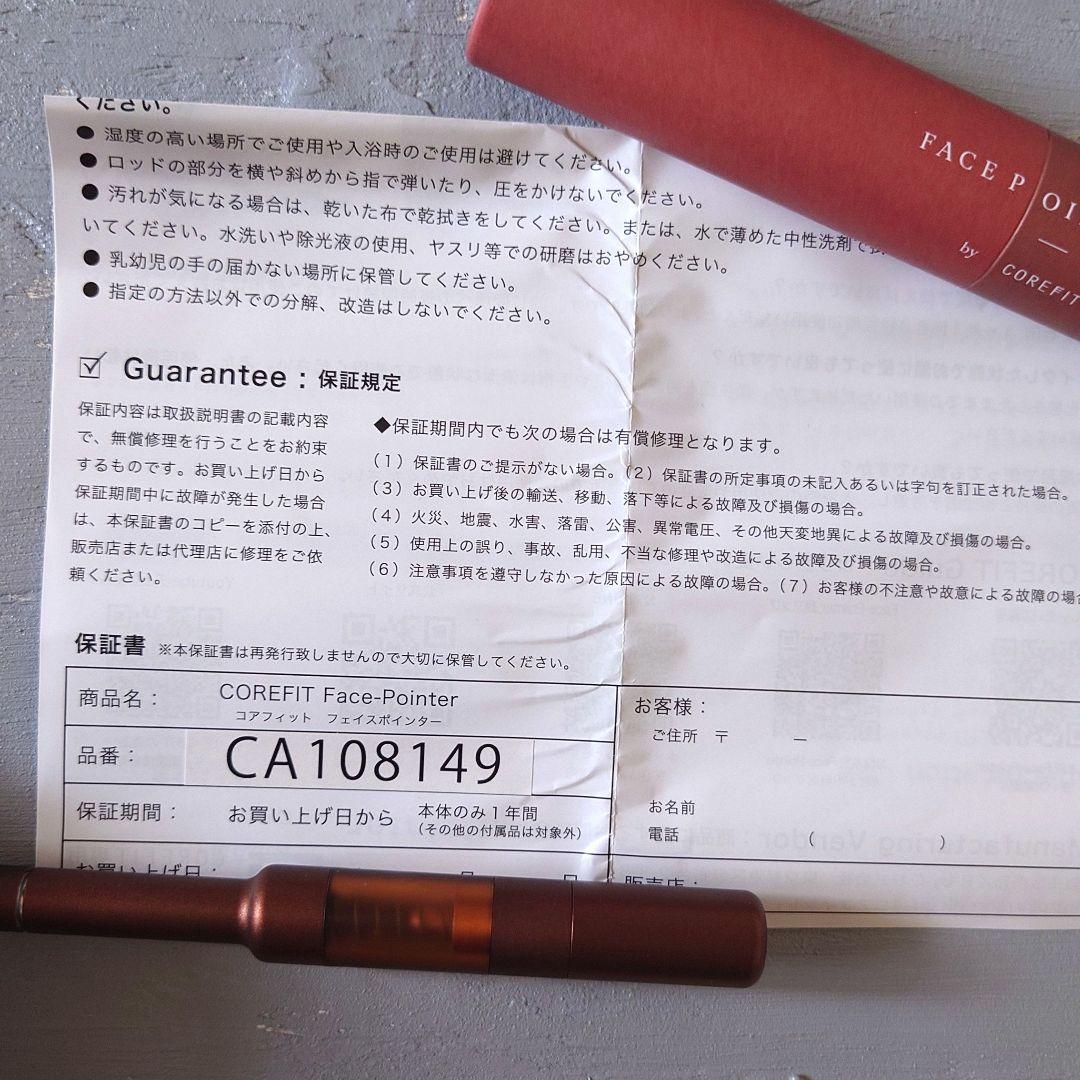 ください。
● 湿度の高い場所でご使用や入浴時のご使用は避けてください。
● ロッドの部分を横や斜めから指で弾いたり、圧をかけないでください。
● 汚れが気になる場合は、乾いた布で乾拭きをしてください。または、水で薄めた中性洗剤で
いてください。水洗いや除光液の使用、ヤスリ等での研磨はおやめください。
● 乳幼児の手の届かない場所に保管してください。
● 指定の方法以外での分解、改造はしないでください。
FACE POI
by COREFIT
Guarantee : 保証規定
保証内容は取扱説明書の記載内容
で、無償修理を行うことをお約束
するものです。お買い上げ日から
保証期間中に故障が発生した場合
は、本保証書のコピーを添付の上、
販売店または代理店に修理をご依
頼ください。
◆保証期間内でも次の場合は有償修理となります。
（1）保証書のご提示がない場合。（2）保証書の所定事項の未記入あるいは字句を訂正された場合。
（3）お買い上げ後の輸送、移動、落下等による故障及び損傷の場合。
（4）火災、地震、水害、落雷、公害、異常電圧、その他天変地異による故障及び損傷の場合。
（5）使用上の誤り、事故、乱用、不当な修理や改造による故障及び損傷の場合。
（6）注意事項を遵守しなかった原因による故障の場合。（7）お客様の不注意や故意による故障の場合
保証書 ※本保証書は再発行致しませんので大切に保管してください。
商品名： COREFIT Face-Pointer
コアフィット フェイスポインター
品番： CA108149
保証期間： お買い上げ日から 本体のみ1年間
（その他の付属品は対象外）
お買い上げ日： 月 日
お客様：
ご住所 〒 ―
お名前
電話 （ ）
販売店：